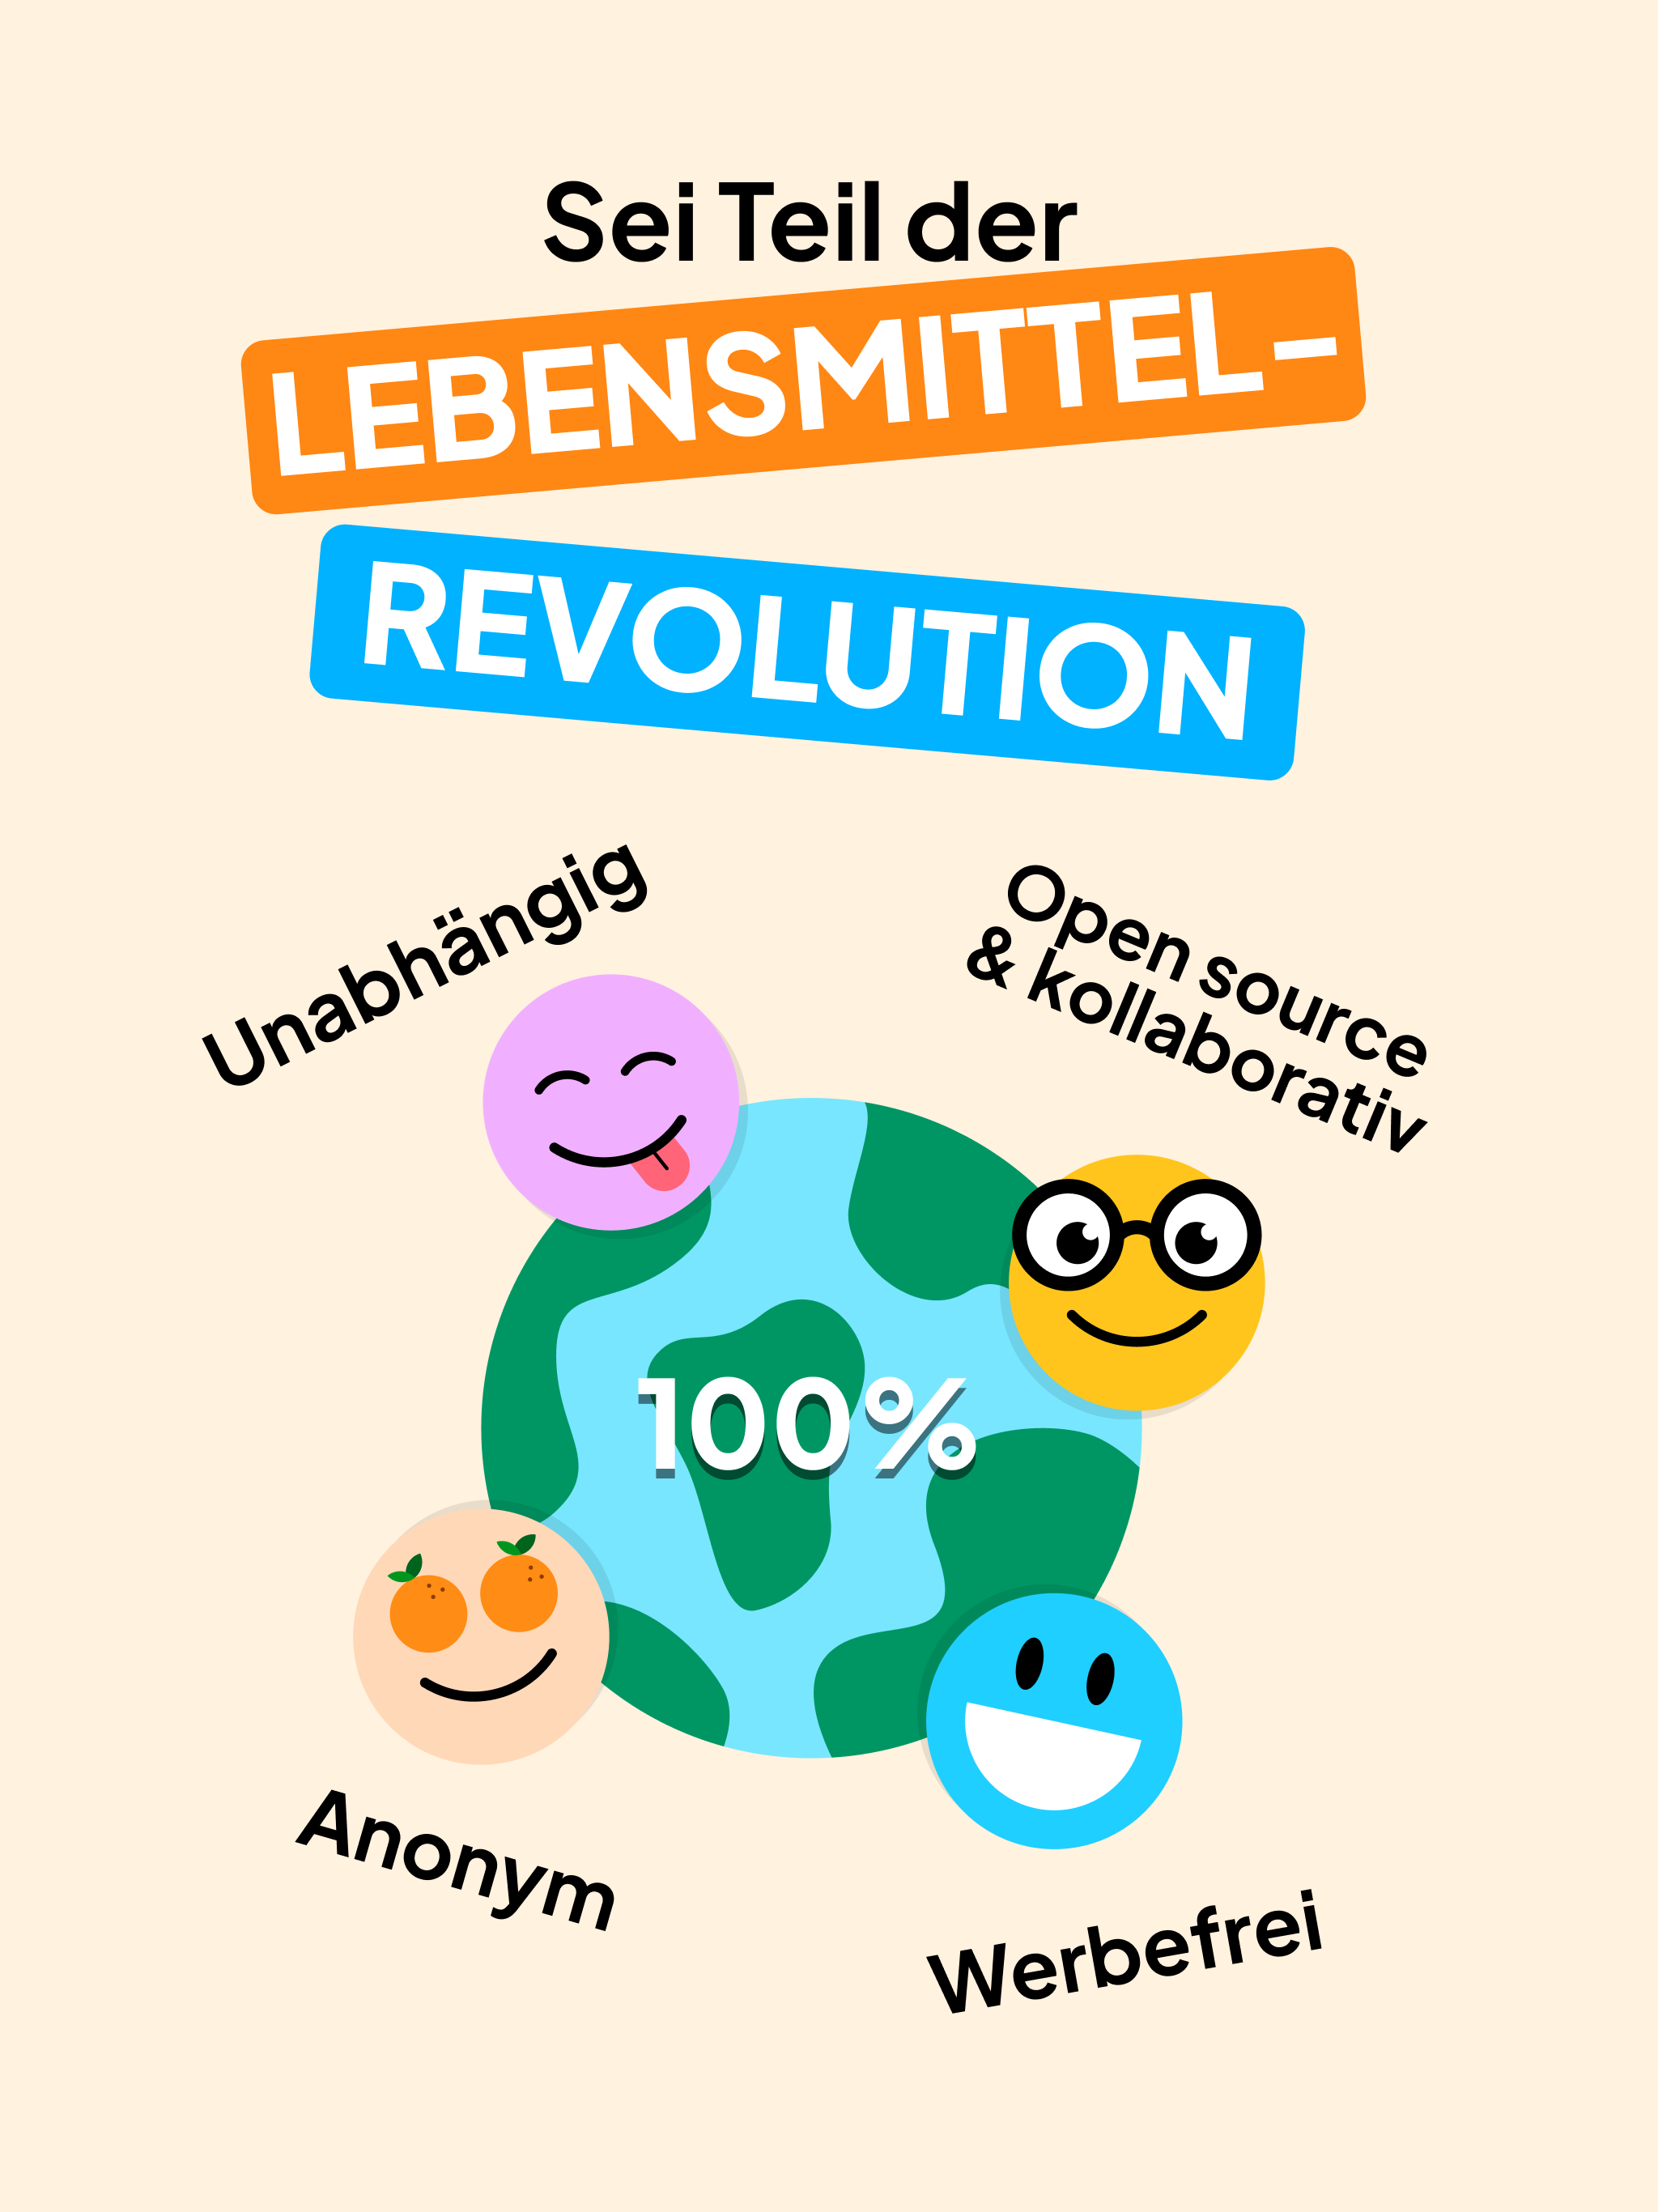 Sei Teil der
LEBENSMITTEL-
REVOLUTION
Unabhängig
Open source
& kollaborativ
100%
Anonym
Werbefrei